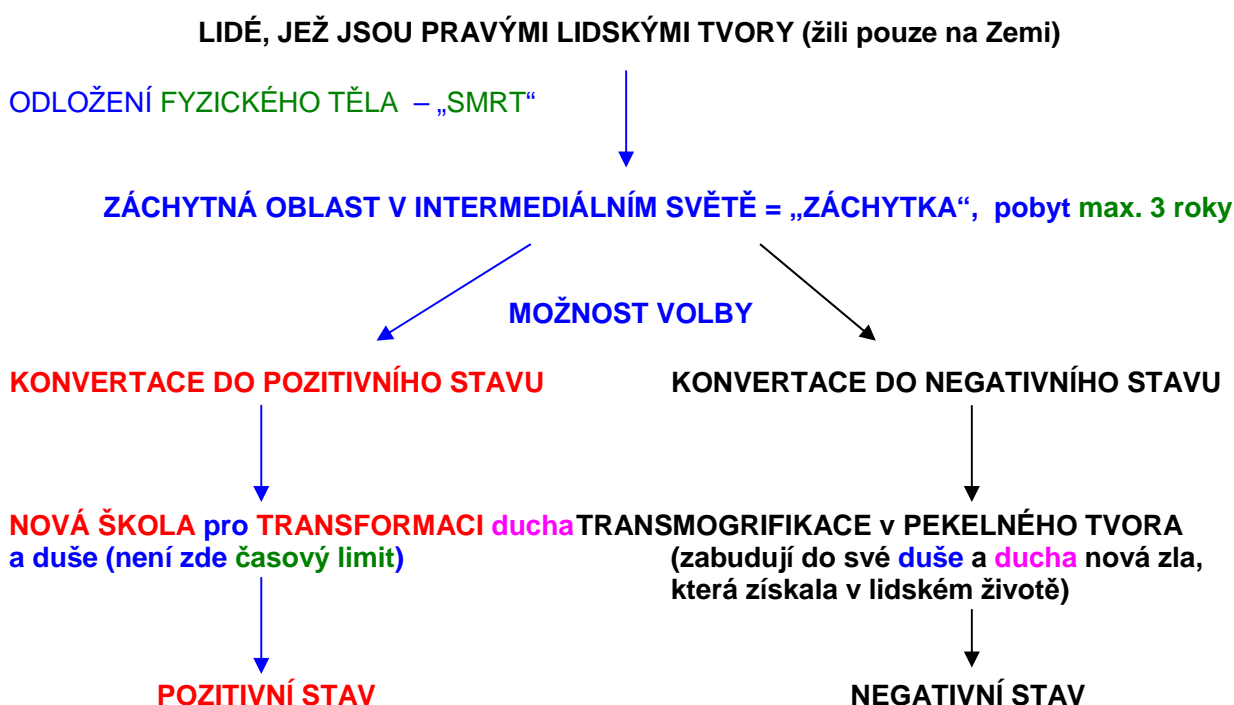 LIDÉ, JEŽ JSOU PRAVÝMI LIDSKÝMI TVORY (žili pouze na Zemi)
ODLOŽENÍ FYZICKÉHO TĚLA – „SMRT“
ZÁCHYTNÁ OBLAST V INTERMEDIÁLNÍM SVĚTĚ = „ZÁCHYTKA“, pobyt max. 3 roky
MOŽNOST VOLBY
KONVERTACE DO POZITIVNÍHO STAVU
KONVERTACE DO NEGATIVNÍHO STAVU
NOVÁ ŠKOLA pro TRANSFORMACI ducha
a duše (není zde časový limit)
TRANSMOGRIFIKACE v PEKELNÉHO TVORA
(zabudují do své duše a ducha nová zla,
která získala v lidském životě)
POZITIVNÍ STAV
NEGATIVNÍ STAV